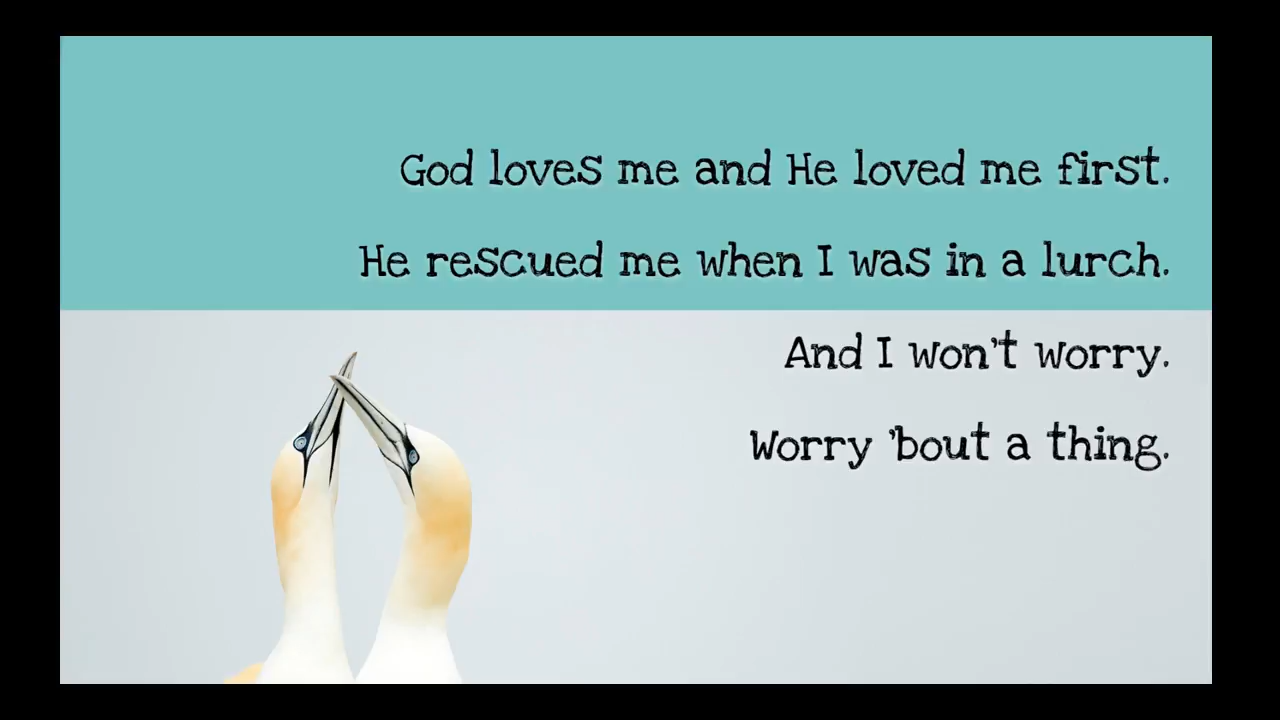 God loves me and He loved me first.
He rescued me when I was in a lurch.
And I won't worry.
Worry 'bout a thing.